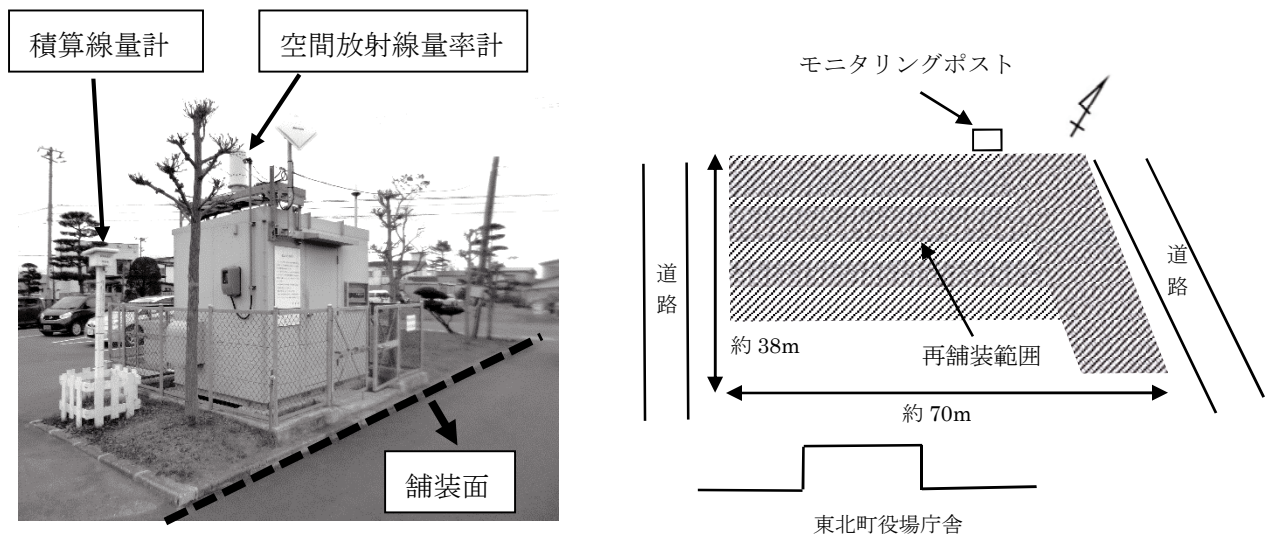 積算線量計
空間放射線量率計
舗装面
モニタリングポスト
道路
道路
約 38m
再舗装範囲
約 70m
東北町役場庁舎